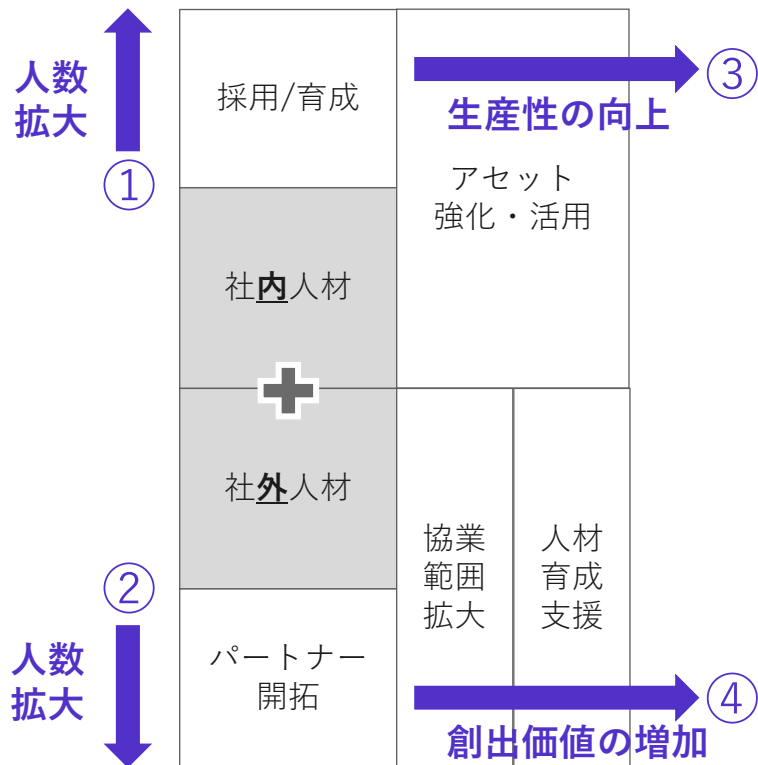 人数
拡大
①
採用/育成
③
生産性の向上
アセット
強化・活用
社内人材
社外人材
②
人数
拡大
パートナー
開拓
協業
範囲
拡大
人材
育成
支援
④
創出価値の増加